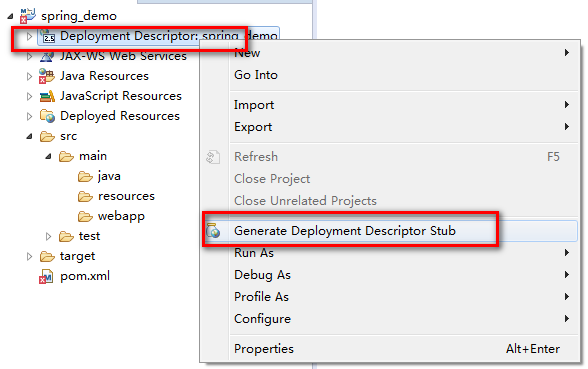 spring_demo
Deployment Descriptor: spring_demo
JAX-WS Web Services
Java Resources
JavaScript Resources
Deployed Resources
src
main
java
resources
webapp
test
target
pom.xml
2.5
New
Go Into
Import
Export
Refresh F5
Close Project
Close Unrelated Projects
Generate Deployment Descriptor Stub
Run As
Debug As
Profile As
Configure
Properties Alt+Enter